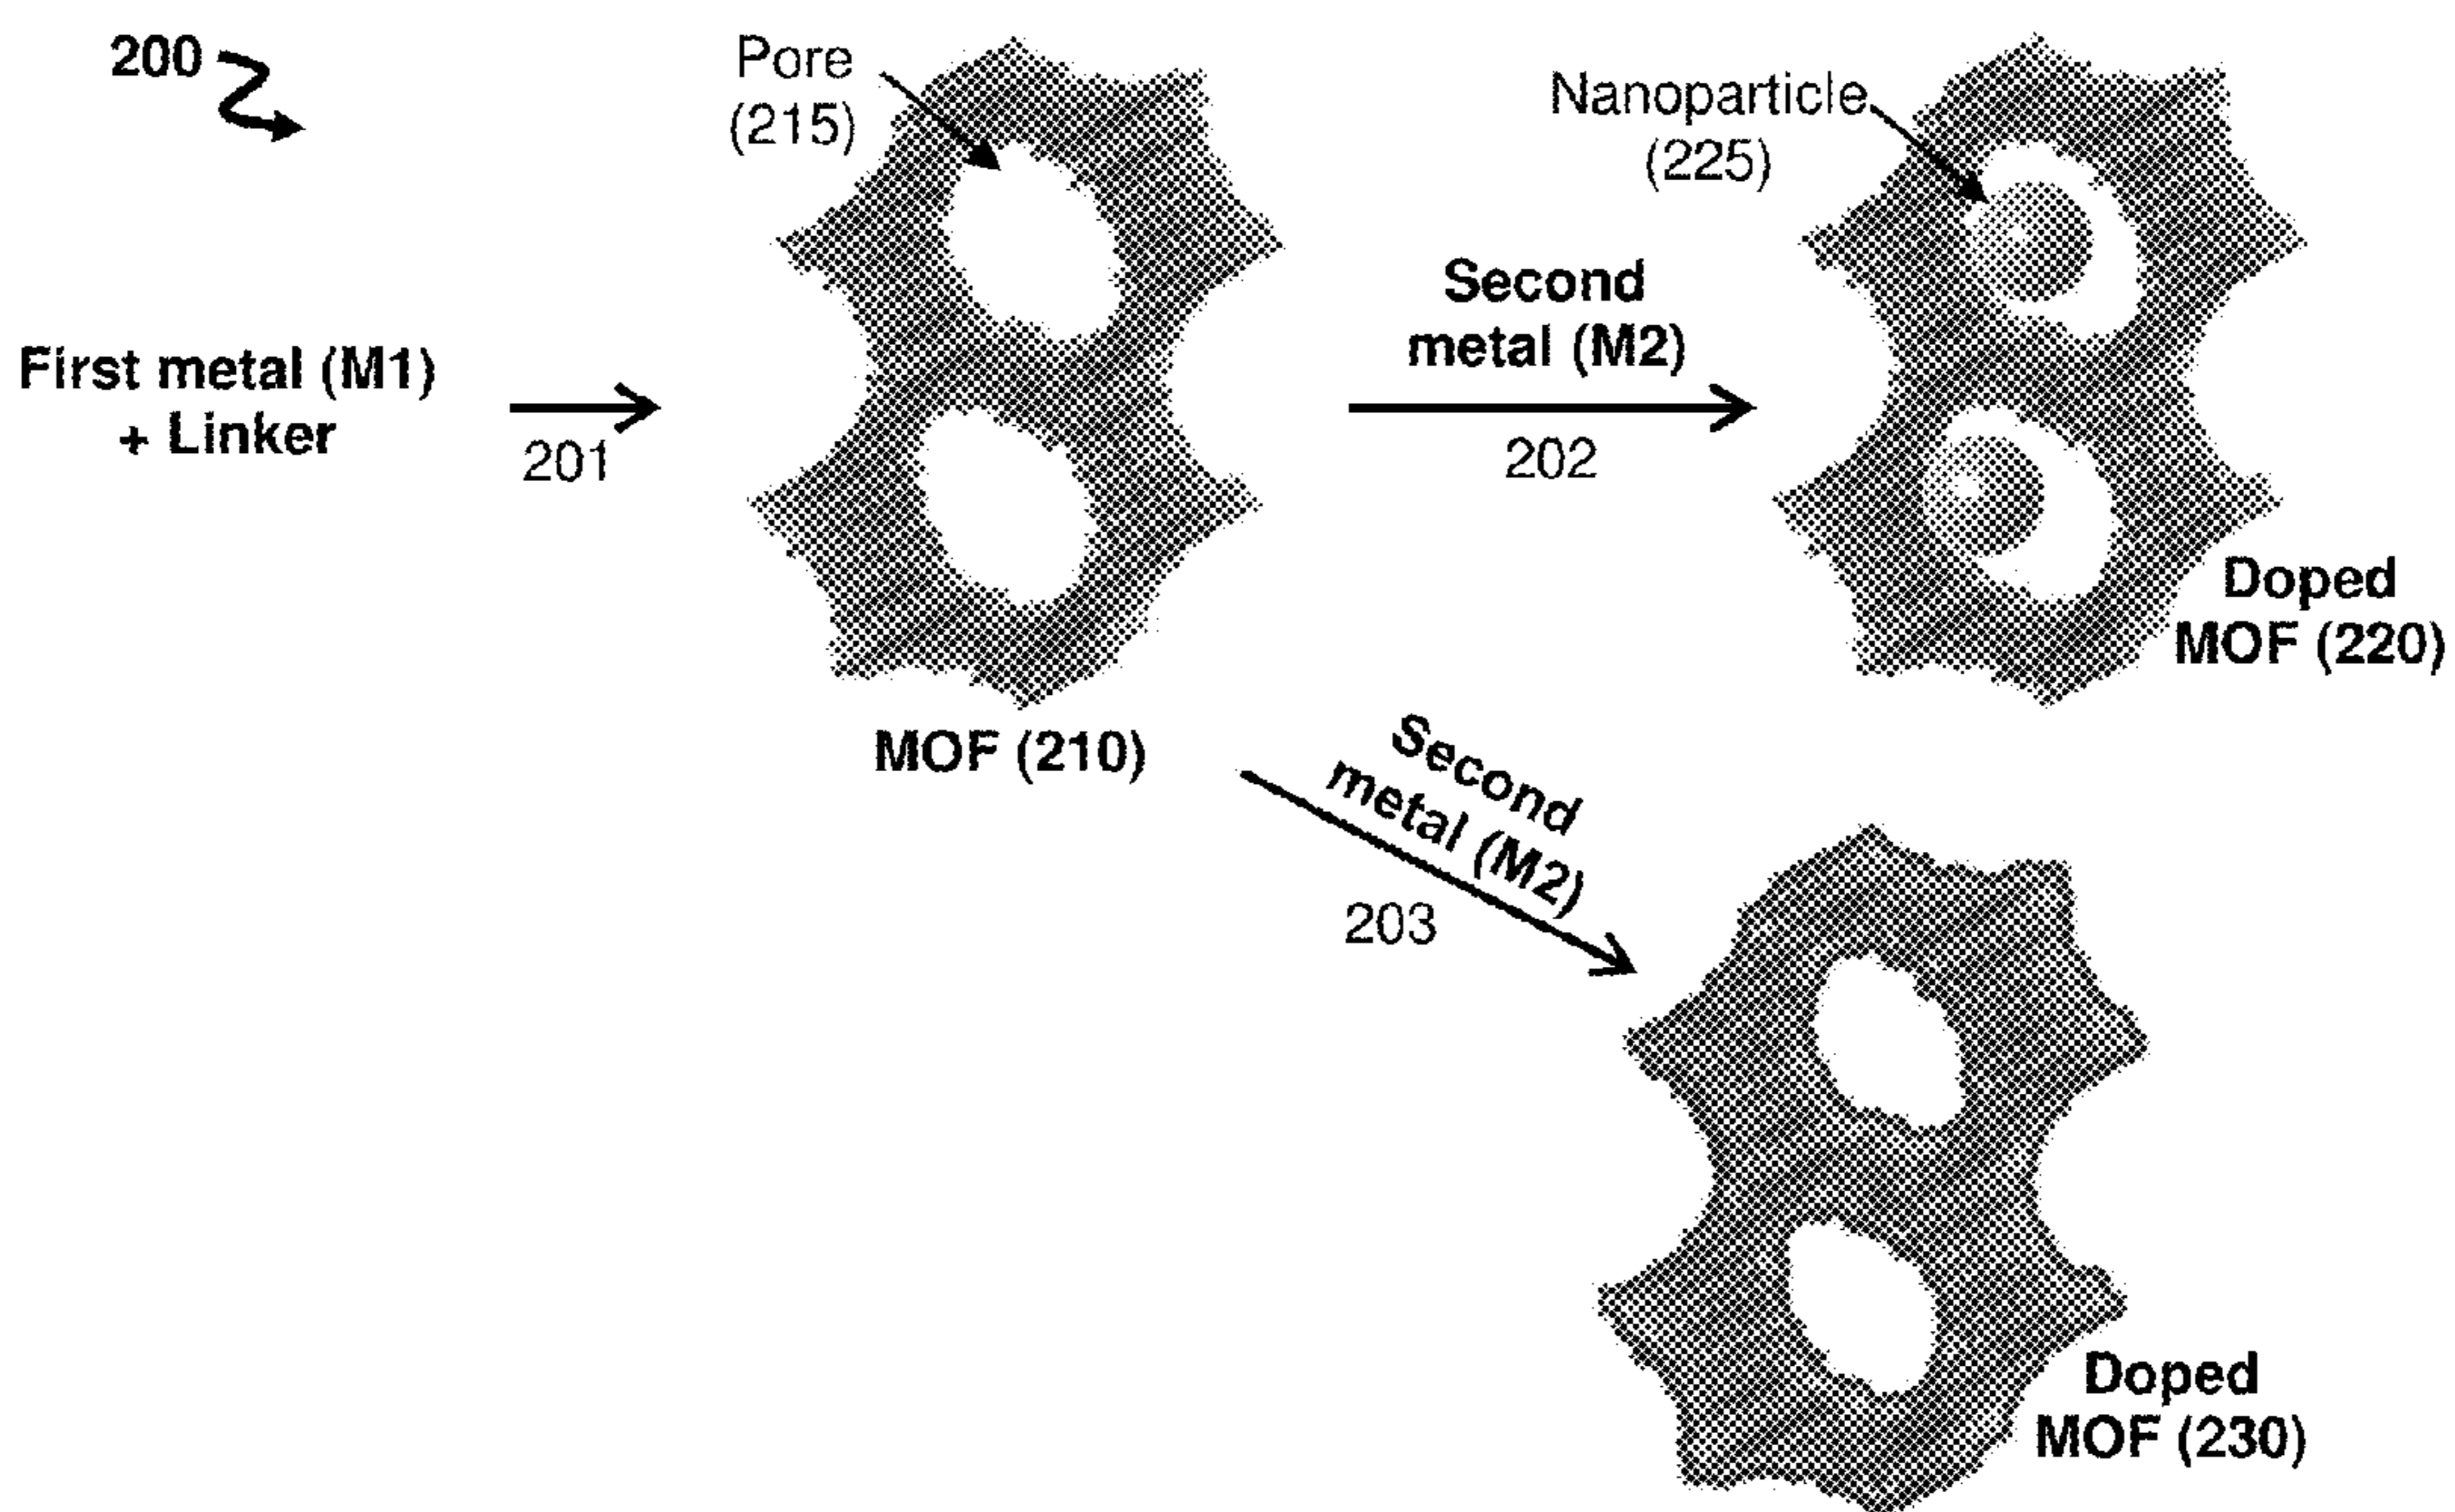 200
Pore
(215)
Nanoparticle
(225)
First metal (M1)
+ Linker
201
Second
metal (M2)
202
Doped
MOF (220)
MOF (210)
Second
metal (M2)
203
Doped
MOF (230)